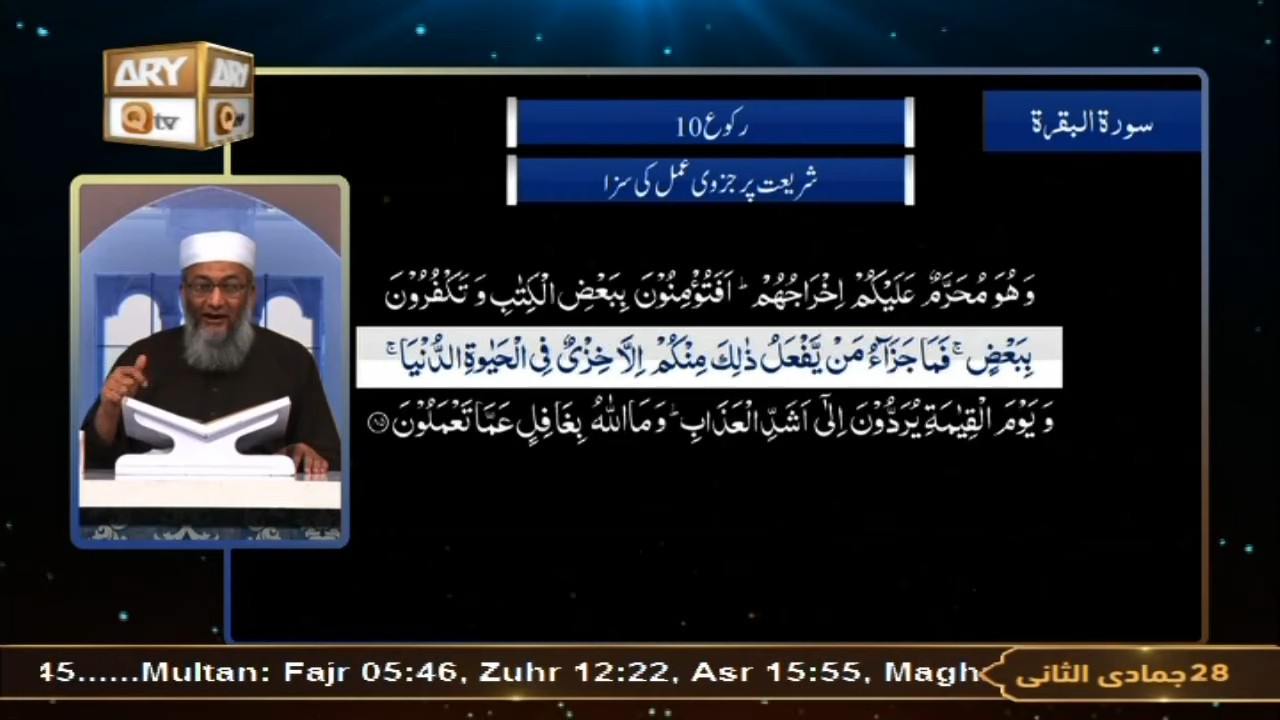 ARY
ARY
Qtv
سورۃ البقرۃ
رکوع 10
شریعت پر جزوی عمل کی سزا
وَ هُوَ مُحَرَّمٌ عَلَیْكُمْ اِخْرَاجُهُمْ ؕ اَفَتُؤْمِنُوْنَ بِبَعْضِ الْكِتٰبِ وَ تَكْفُرُوْنَ
بِبَعْضٍ ۚ فَمَا جَزَآءُ مَنْ یَّفْعَلُ ذٰلِكَ مِنْكُمْ اِلَّا خِزْیٌ فِی الْحَیٰوةِ الدُّنْیَا ۚ
وَ یَوْمَ الْقِیٰمَةِ یُرَدُّوْنَ اِلٰۤی اَشَدِّ الْعَذَابِ ؕ وَ مَا اللّٰهُ بِغَافِلٍ عَمَّا تَعْمَلُوْنَ ۸۵
45......Multan: Fajr 05:46, Zuhr 12:22, Asr 15:55, Magh
28 جمادی الثانی